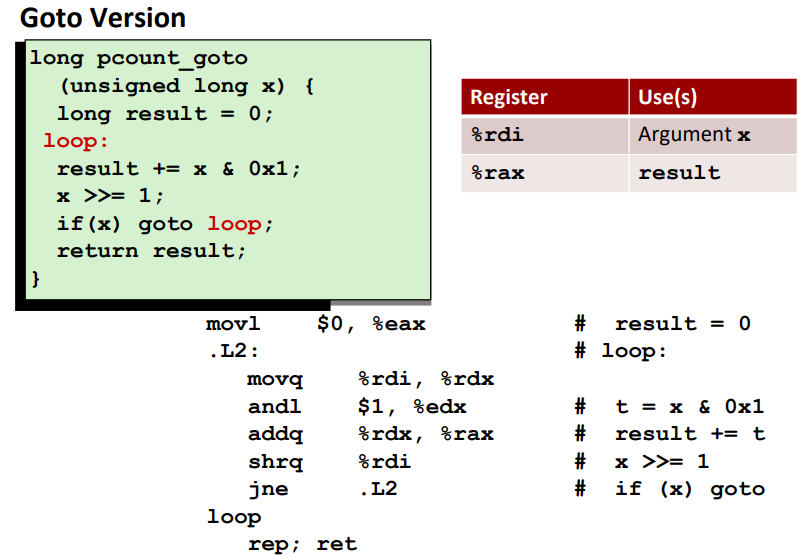 Goto Version
long pcount_goto
(unsigned long x) {
long result = 0;
loop:
result += x & 0x1;
x >>= 1;
if(x) goto loop;
return result;
}
Register Use(s)
%rdi Argument x
%rax result
movl $0, %eax # result = 0
.L2: # loop:
movq %rdi, %rdx
andl $1, %edx # t = x & 0x1
addq %rdx, %rax # result += t
shrq %rdi # x >>= 1
jne .L2 # if (x) goto
loop
rep; ret